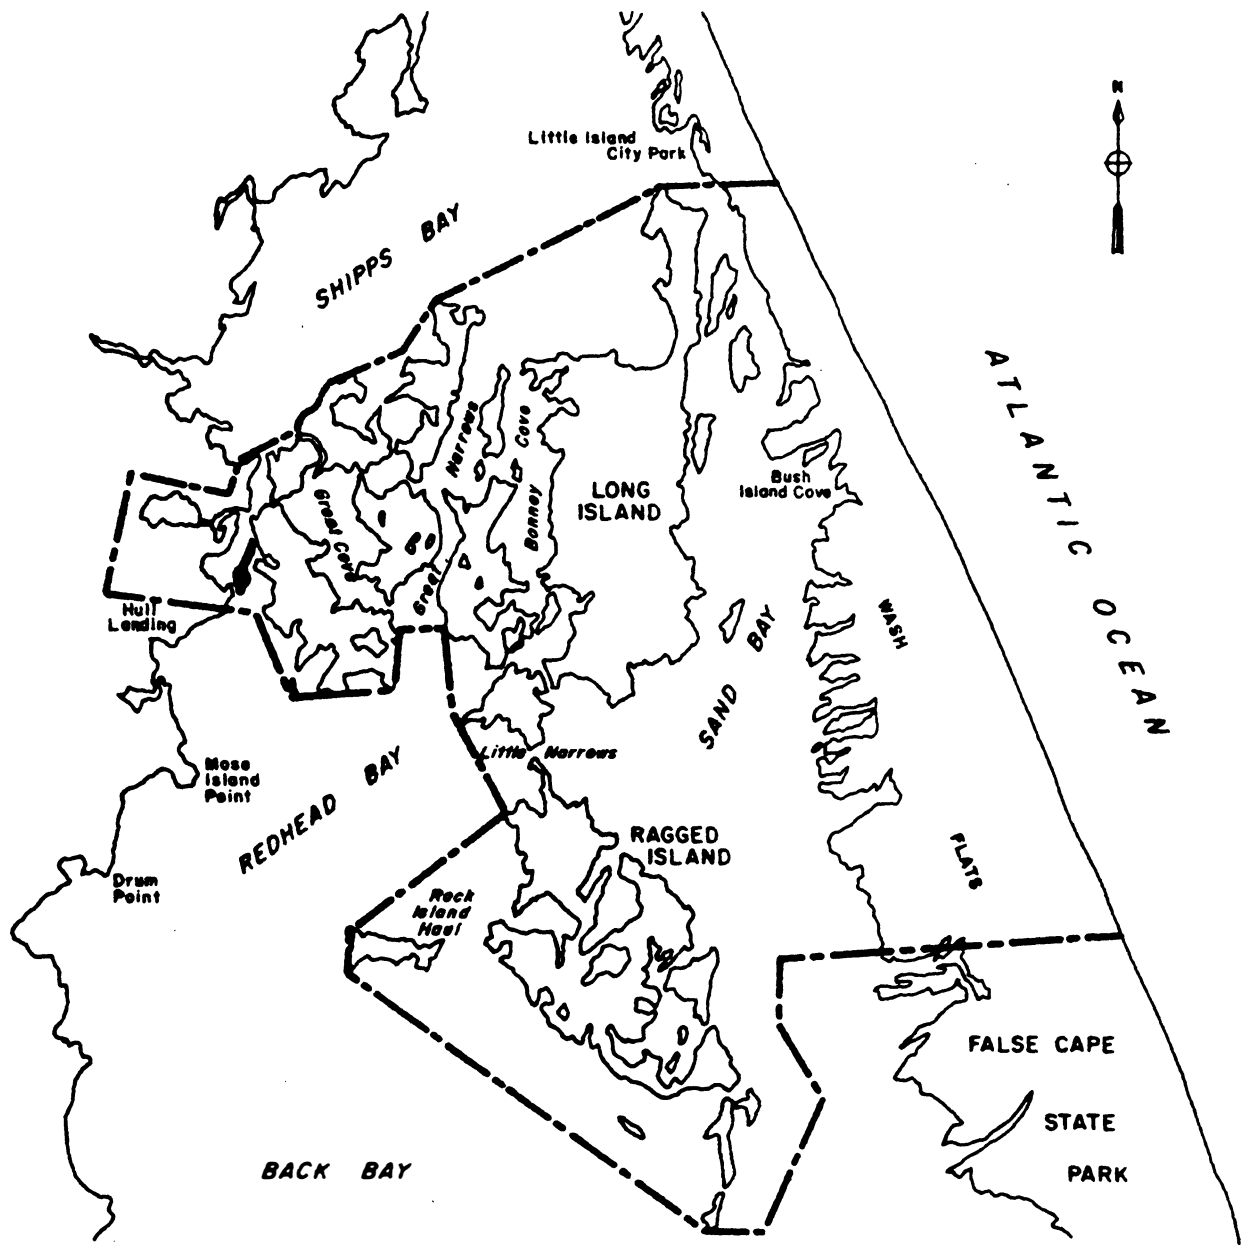 N
Little Island
City Park
SHIPPS BAY
ATLANTIC OCEAN
Narrows
Cove
Bush
Island Cove
LONG
ISLAND
Great Cove
Bonney
Great
Hull
Landing
WASH
SAND BAY
Little Narrows
Mose
Island
Point
REDHEAD BAY
RAGGED
ISLAND
FLATS
Drum
Point
Rock
Island
Haul
FALSE CAPE
STATE
PARK
BACK BAY